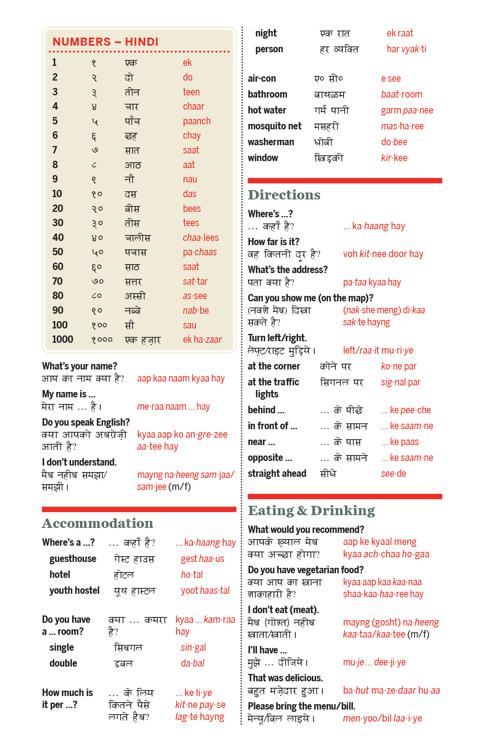 NUMBERS – HINDI
1 १ एक ek
2 २ दो do
3 ३ तीन teen
4 ४ चार chaar
5 ५ पाँच paanch
6 ६ छह chay
7 ७ सात saat
8 ८ आठ aat
9 ९ नौ nau
10 १० दस das
20 २० बीस bees
30 ३० तीस tees
40 ४० चालीस chaa·lees
50 ५० पचास pa·chaas
60 ६० साठ saat
70 ७० सत्तर sat·tar
80 ८० अस्सी as·see
90 ९० नब्बे nab·be
100 १०० सौ sau
1000 १००० एक हज़ार ek ha·zaar
What's your name?
आप का नाम क्या है? aap kaa naam kyaa hay
My name is ...
मेरा नाम ... है। me·raa naam ... hay
Do you speak English?
क्या आपको अंग्रेज़ी kyaa aap ko an·gre·zee
आती है? aa·tee hay
I don't understand.
मैंष नहीष समझा/ mayng na·heeng sam·jaa/
समझी। sam·jee (m/f)
Accommodation
Where's a ...? ... कहाँ है? ... ka·haang hay
guesthouse गेस्ट हाउस gest haa·us
hotel होटल ho·tal
youth hostel यूथ हास्टल yoot haas·tal
Do you have क्या ... कमरा kyaa ... kam·raa
a ... room? है? hay
single सिषगल sin·gal
double डबल da·bal
How much is ... के लिय ... ke li·ye
it per ...? कितने पैसे kit·ne pay·se
लगते हैष? lag·te hayng
night एक रात ek raat
person हर व्यक्ति har vyak·ti
air-con ए० सी० e see
bathroom बाथरूम baat·room
hot water गर्म पानी garm paa·nee
mosquito net मसहरी mas·ha·ree
washerman धोबी do·bee
window खिड़की kir·kee
Directions
Where's ...?
... कहाँ है? ... ka·haang hay
How far is it?
वह कितनी दूर है? voh kit·nee door hay
What's the address?
पता क्या है? pa·taa kyaa hay
Can you show me (on the map)?
(नक्शे मेष) दिखा (nak·she meng) di·kaa
सकते है? sak·te hayng
Turn left/right.
लेफ़्ट/राइट मुड़िये। left/raa·it mu·ri·ye
at the corner कोने पर ko·ne par
at the traffic सिगनल पर sig·nal par
lights
behind ... ... के पीछे ... ke pee·che
in front of ... ... के सामन ... ke saam·ne
near ... ... के पास ... ke paas
opposite ... ... के सामने ... ke saam·ne
straight ahead सीधे see·de
Eating & Drinking
What would you recommend?
आपके ख़्याल मेष aap ke kyaal meng
क्या अच्छा होगा? kyaa ach·chaa ho·gaa
Do you have vegetarian food?
क्या आप का खाना kyaa aap kaa kaa·naa
शाकाहारी है? shaa·kaa·haa·ree hay
I don't eat (meat).
मैष (गोश्त) नहीष mayng (gosht) na·heeng
खाता/खाती। kaa·taa/kaa·tee (m/f)
I'll have ...
मुझे ... दीजिये। mu·je ... dee·ji·ye
That was delicious.
बहुत मज़ेदार हुआ। ba·hut ma·ze·daar hu·aa
Please bring the menu/bill.
मेन्यू/बिल लाइये। men·yoo/bil laa·i·ye